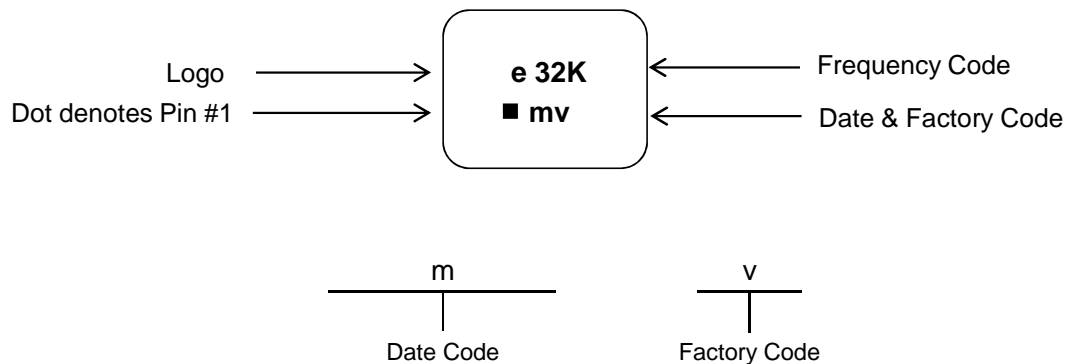 Logo
Dot denotes Pin #1
e 32K
■ mv
Frequency Code
Date & Factory Code
m
v
Date Code
Factory Code